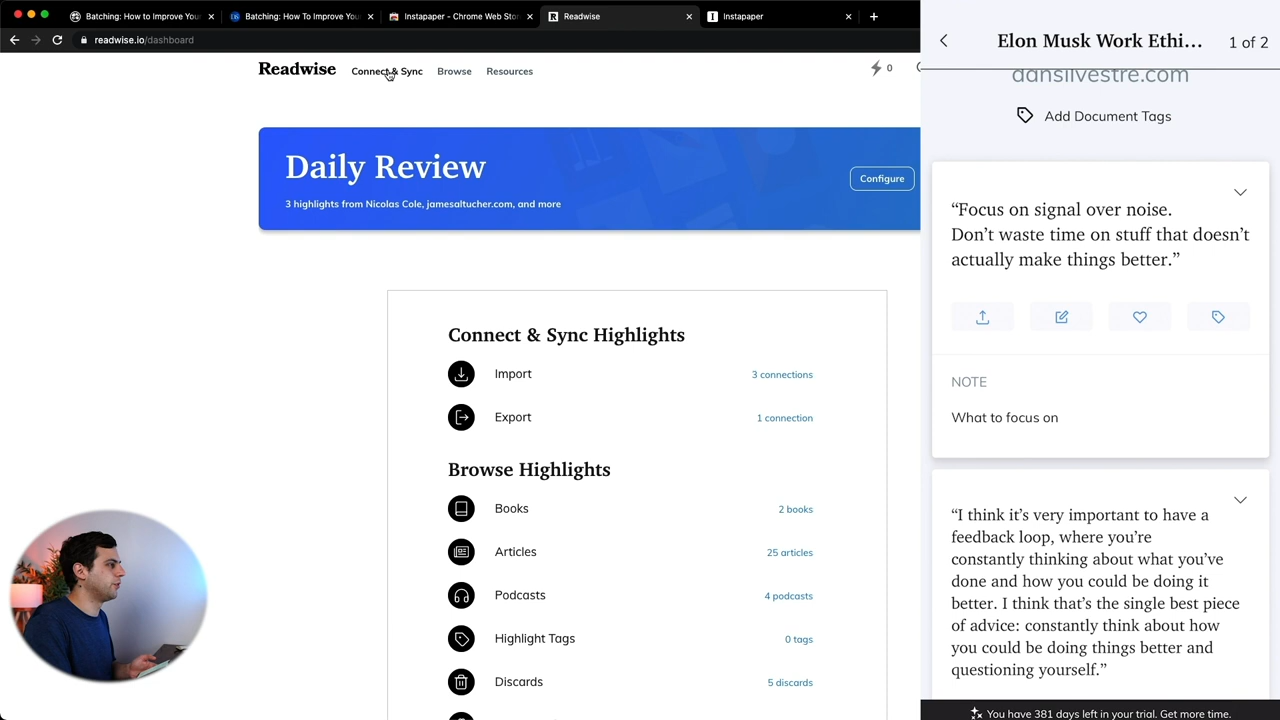 Batching: How to Improve You
Batching: How To Improve You
Instapaper - Chrome Web Sto
Readwise
Instapaper
readwise.io/dashboard
Readwise
Connect & Sync
Browse
Resources
0
Daily Review
3 highlights from Nicolas Cole, jamesaltucher.com, and more
Configure
Connect & Sync Highlights
Import
3 connections
Export
1 connection
Browse Highlights
Books
2 books
Articles
25 articles
Podcasts
4 podcasts
Highlight Tags
0 tags
Discards
5 discards
Elon Musk Work Ethi...
1 of 2
dansilvestre.com
Add Document Tags
“Focus on signal over noise.
Don’t waste time on stuff that doesn’t
actually make things better.”
NOTE
What to focus on
“I think it’s very important to have a
feedback loop, where you’re
constantly thinking about what you’ve
done and how you could be doing it
better. I think that’s the single best piece
of advice: constantly think about how
you could be doing things better and
questioning yourself.”
You have 381 days left in your trial. Get more time.